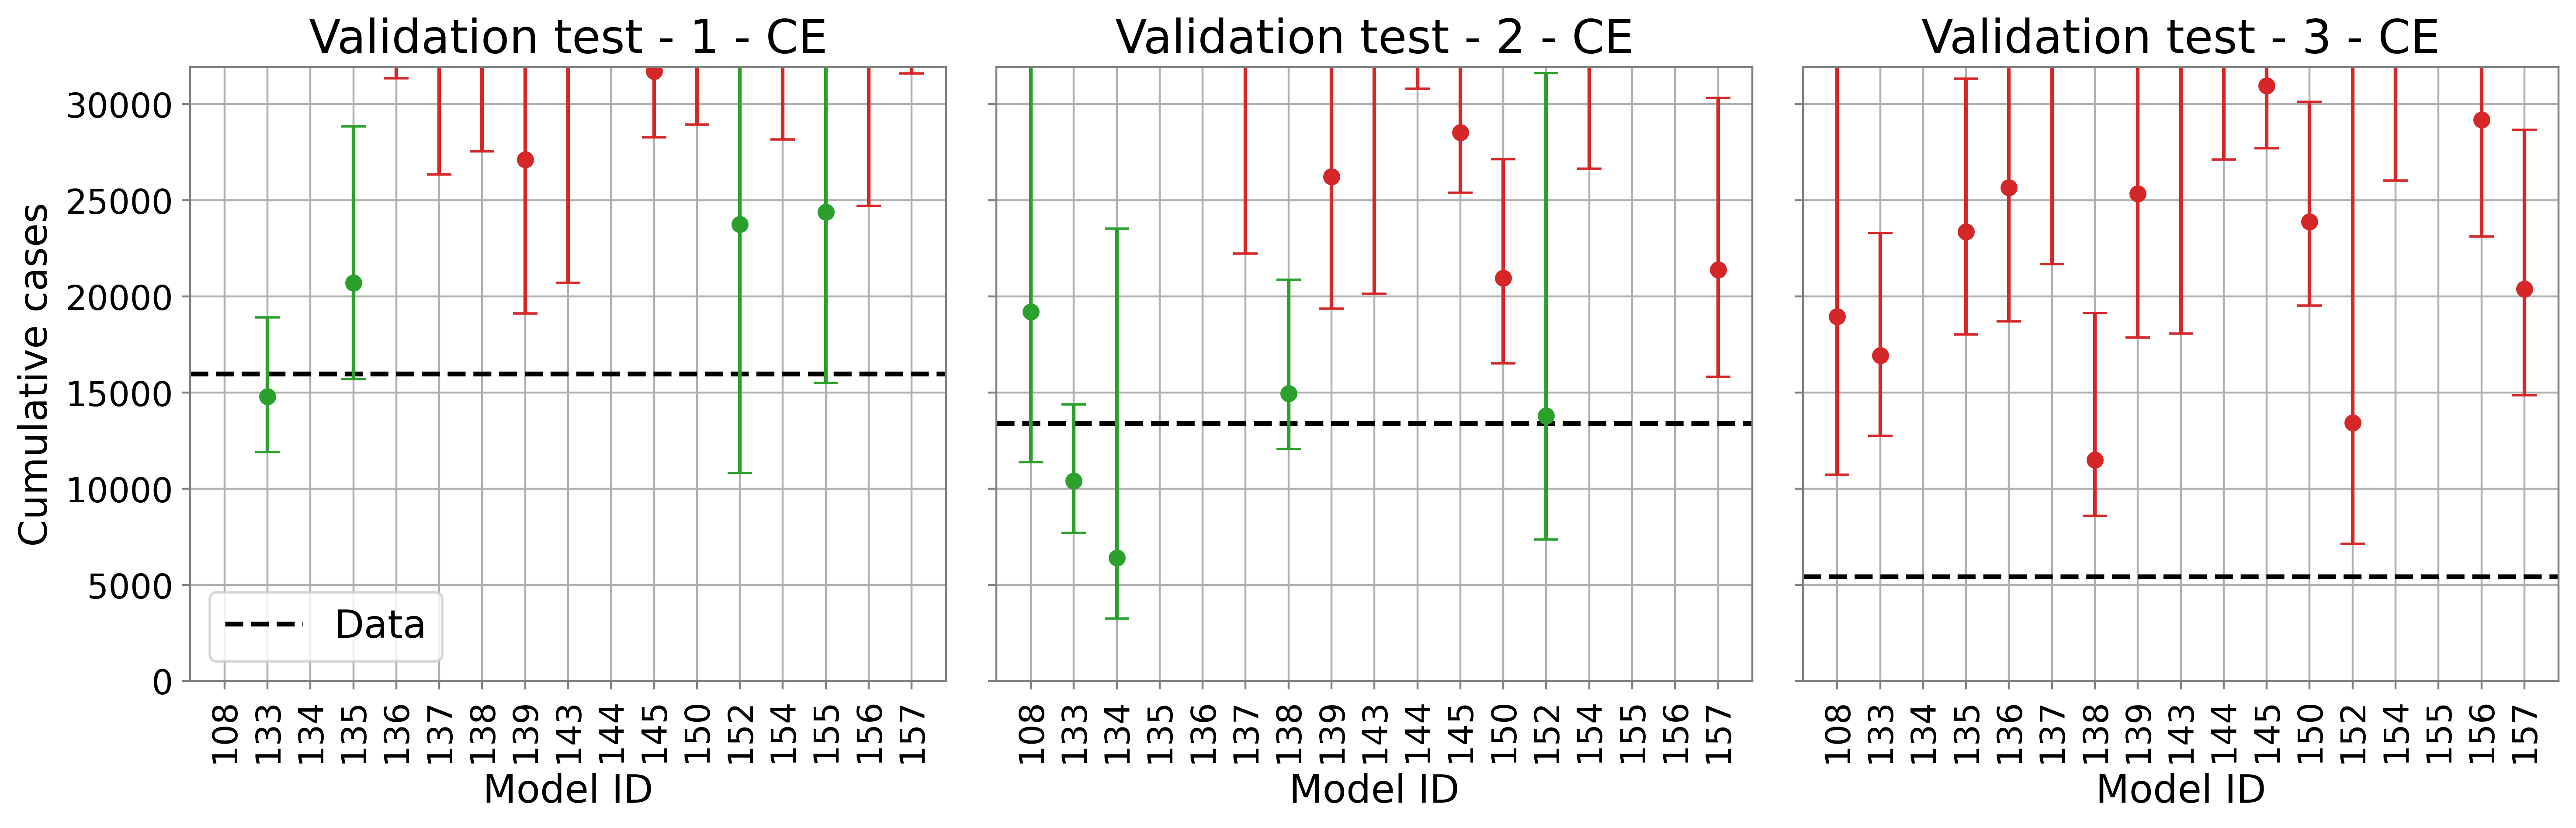 Validation test - 1 - CE
Validation test - 2 - CE
Validation test - 3 - CE
Cumulative cases
30000
25000
20000
15000
10000
5000
0
Data
108 133 134 135 136 137 138 139 143 144 145 150 152 154 155 156 157
108 133 134 135 136 137 138 139 143 144 145 150 152 154 155 156 157
108 133 134 135 136 137 138 139 143 144 145 150 152 154 155 156 157
Model ID
Model ID
Model ID